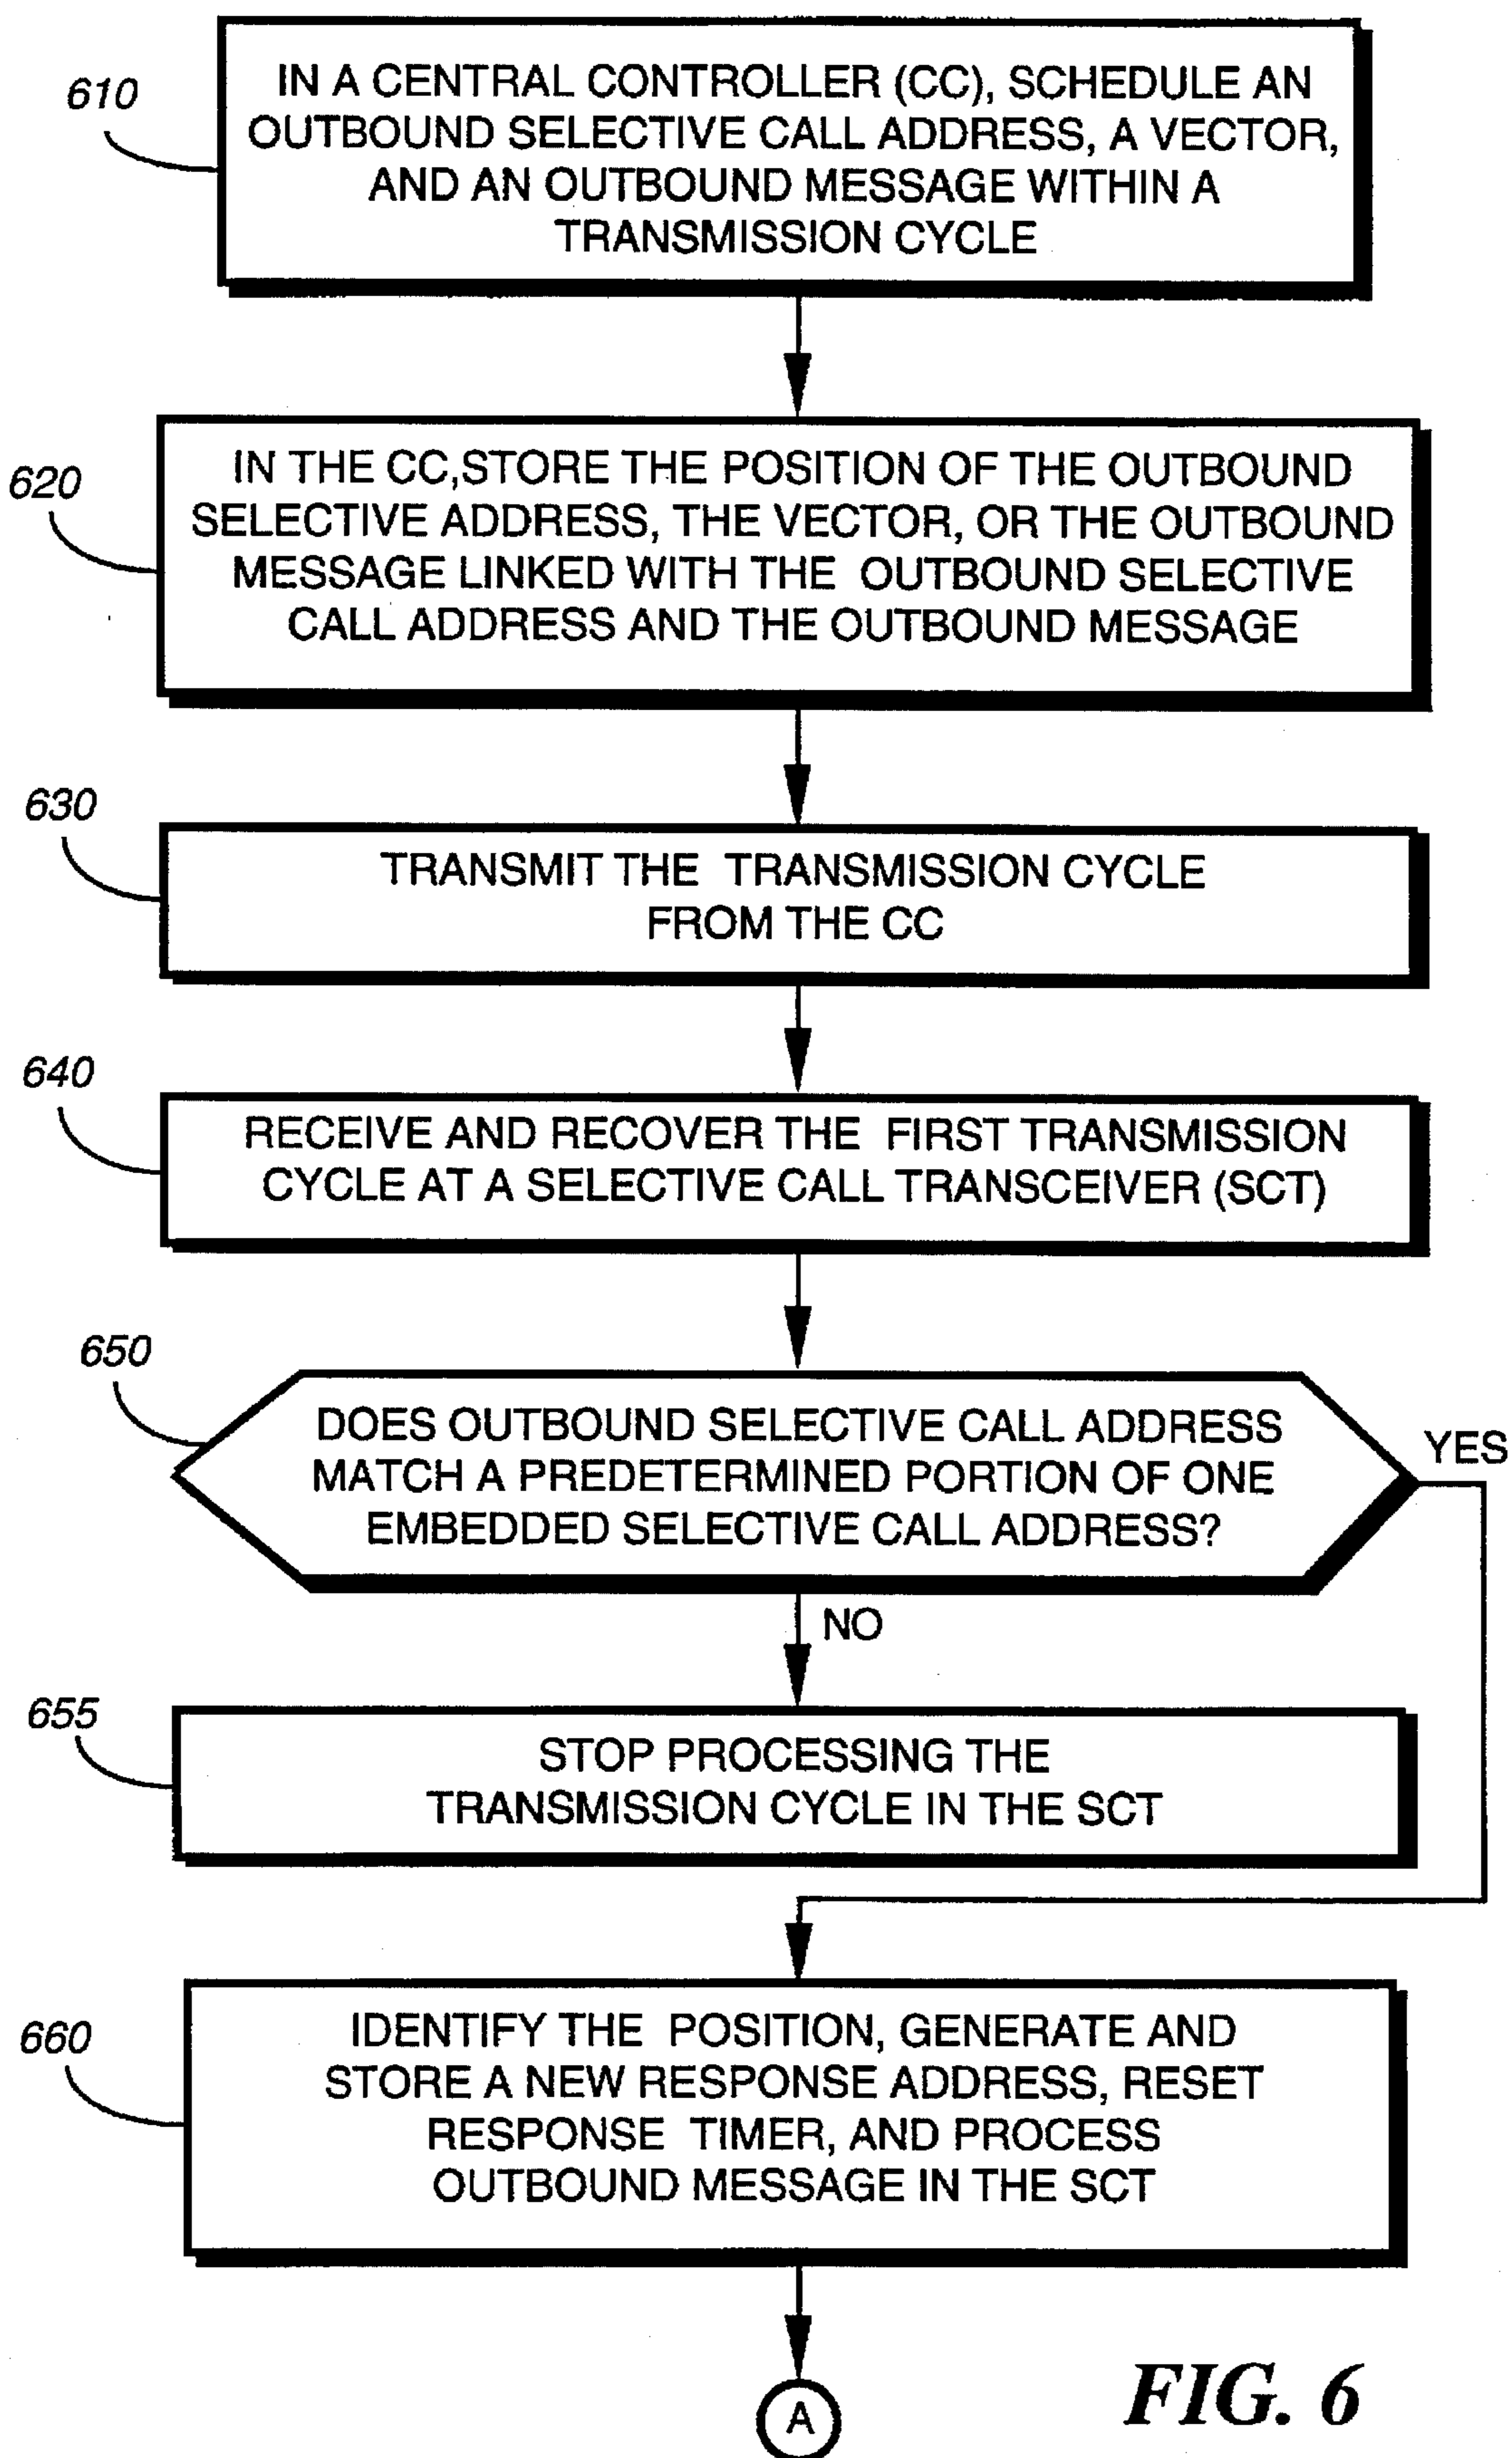 610
IN A CENTRAL CONTROLLER (CC), SCHEDULE AN
OUTBOUND SELECTIVE CALL ADDRESS, A VECTOR,
AND AN OUTBOUND MESSAGE WITHIN A
TRANSMISSION CYCLE
620
IN THE CC,STORE THE POSITION OF THE OUTBOUND
SELECTIVE ADDRESS, THE VECTOR, OR THE OUTBOUND
MESSAGE LINKED WITH THE OUTBOUND SELECTIVE
CALL ADDRESS AND THE OUTBOUND MESSAGE
630
TRANSMIT THE TRANSMISSION CYCLE
FROM THE CC
640
RECEIVE AND RECOVER THE FIRST TRANSMISSION
CYCLE AT A SELECTIVE CALL TRANSCEIVER (SCT)
650
DOES OUTBOUND SELECTIVE CALL ADDRESS
MATCH A PREDETERMINED PORTION OF ONE
EMBEDDED SELECTIVE CALL ADDRESS?
YES
NO
655
STOP PROCESSING THE
TRANSMISSION CYCLE IN THE SCT
660
IDENTIFY THE POSITION, GENERATE AND
STORE A NEW RESPONSE ADDRESS, RESET
RESPONSE TIMER, AND PROCESS
OUTBOUND MESSAGE IN THE SCT
A
FIG. 6